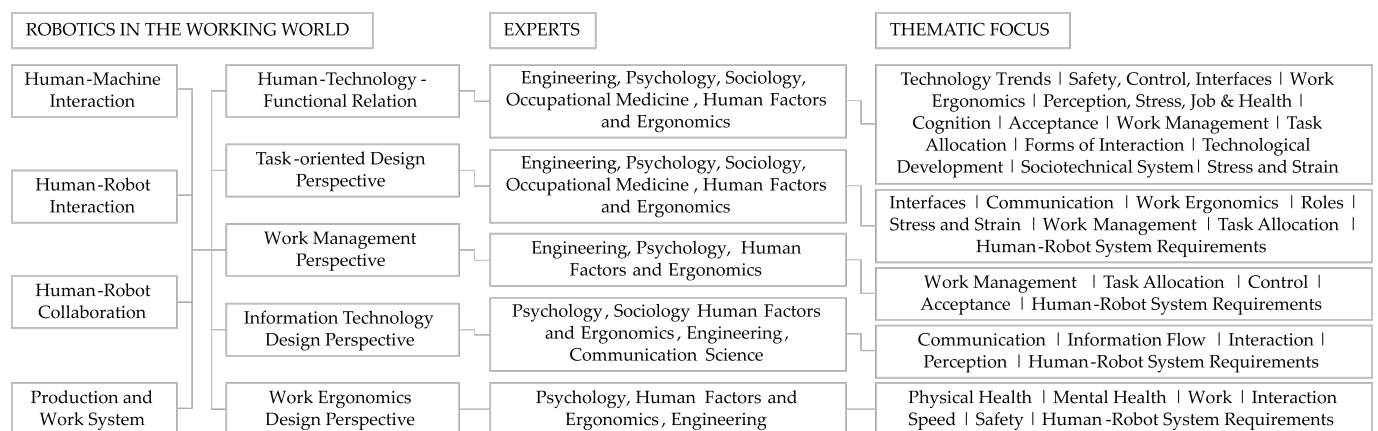 ROBOTICS IN THE WORKING WORLD
EXPERTS
THEMATIC FOCUS
Human-Machine
Interaction
Human-Robot
Interaction
Human-Robot
Collaboration
Production and
Work System
Human-Technology-
Functional Relation
Task-oriented Design
Perspective
Work Management
Perspective
Information Technology
Design Perspective
Work Ergonomics
Design Perspective
Engineering, Psychology, Sociology,
Occupational Medicine, Human Factors
and Ergonomics
Engineering, Psychology, Sociology,
Occupational Medicine, Human Factors
and Ergonomics
Engineering, Psychology, Human
Factors and Ergonomics
Psychology, Sociology Human Factors
and Ergonomics, Engineering,
Communication Science
Psychology, Human Factors and
Ergonomics, Engineering
Technology Trends | Safety, Control, Interfaces | Work
Ergonomics | Perception, Stress, Job & Health |
Cognition | Acceptance | Work Management | Task
Allocation | Forms of Interaction | Technological
Development | Sociotechnical System | Stress and Strain
Interfaces | Communication | Work Ergonomics | Roles |
Stress and Strain | Work Management | Task Allocation |
Human-Robot System Requirements
Work Management | Task Allocation | Control |
Acceptance | Human-Robot System Requirements
Communication | Information Flow | Interaction |
Perception | Human-Robot System Requirements
Physical Health | Mental Health | Work | Interaction
Speed | Safety | Human-Robot System Requirements